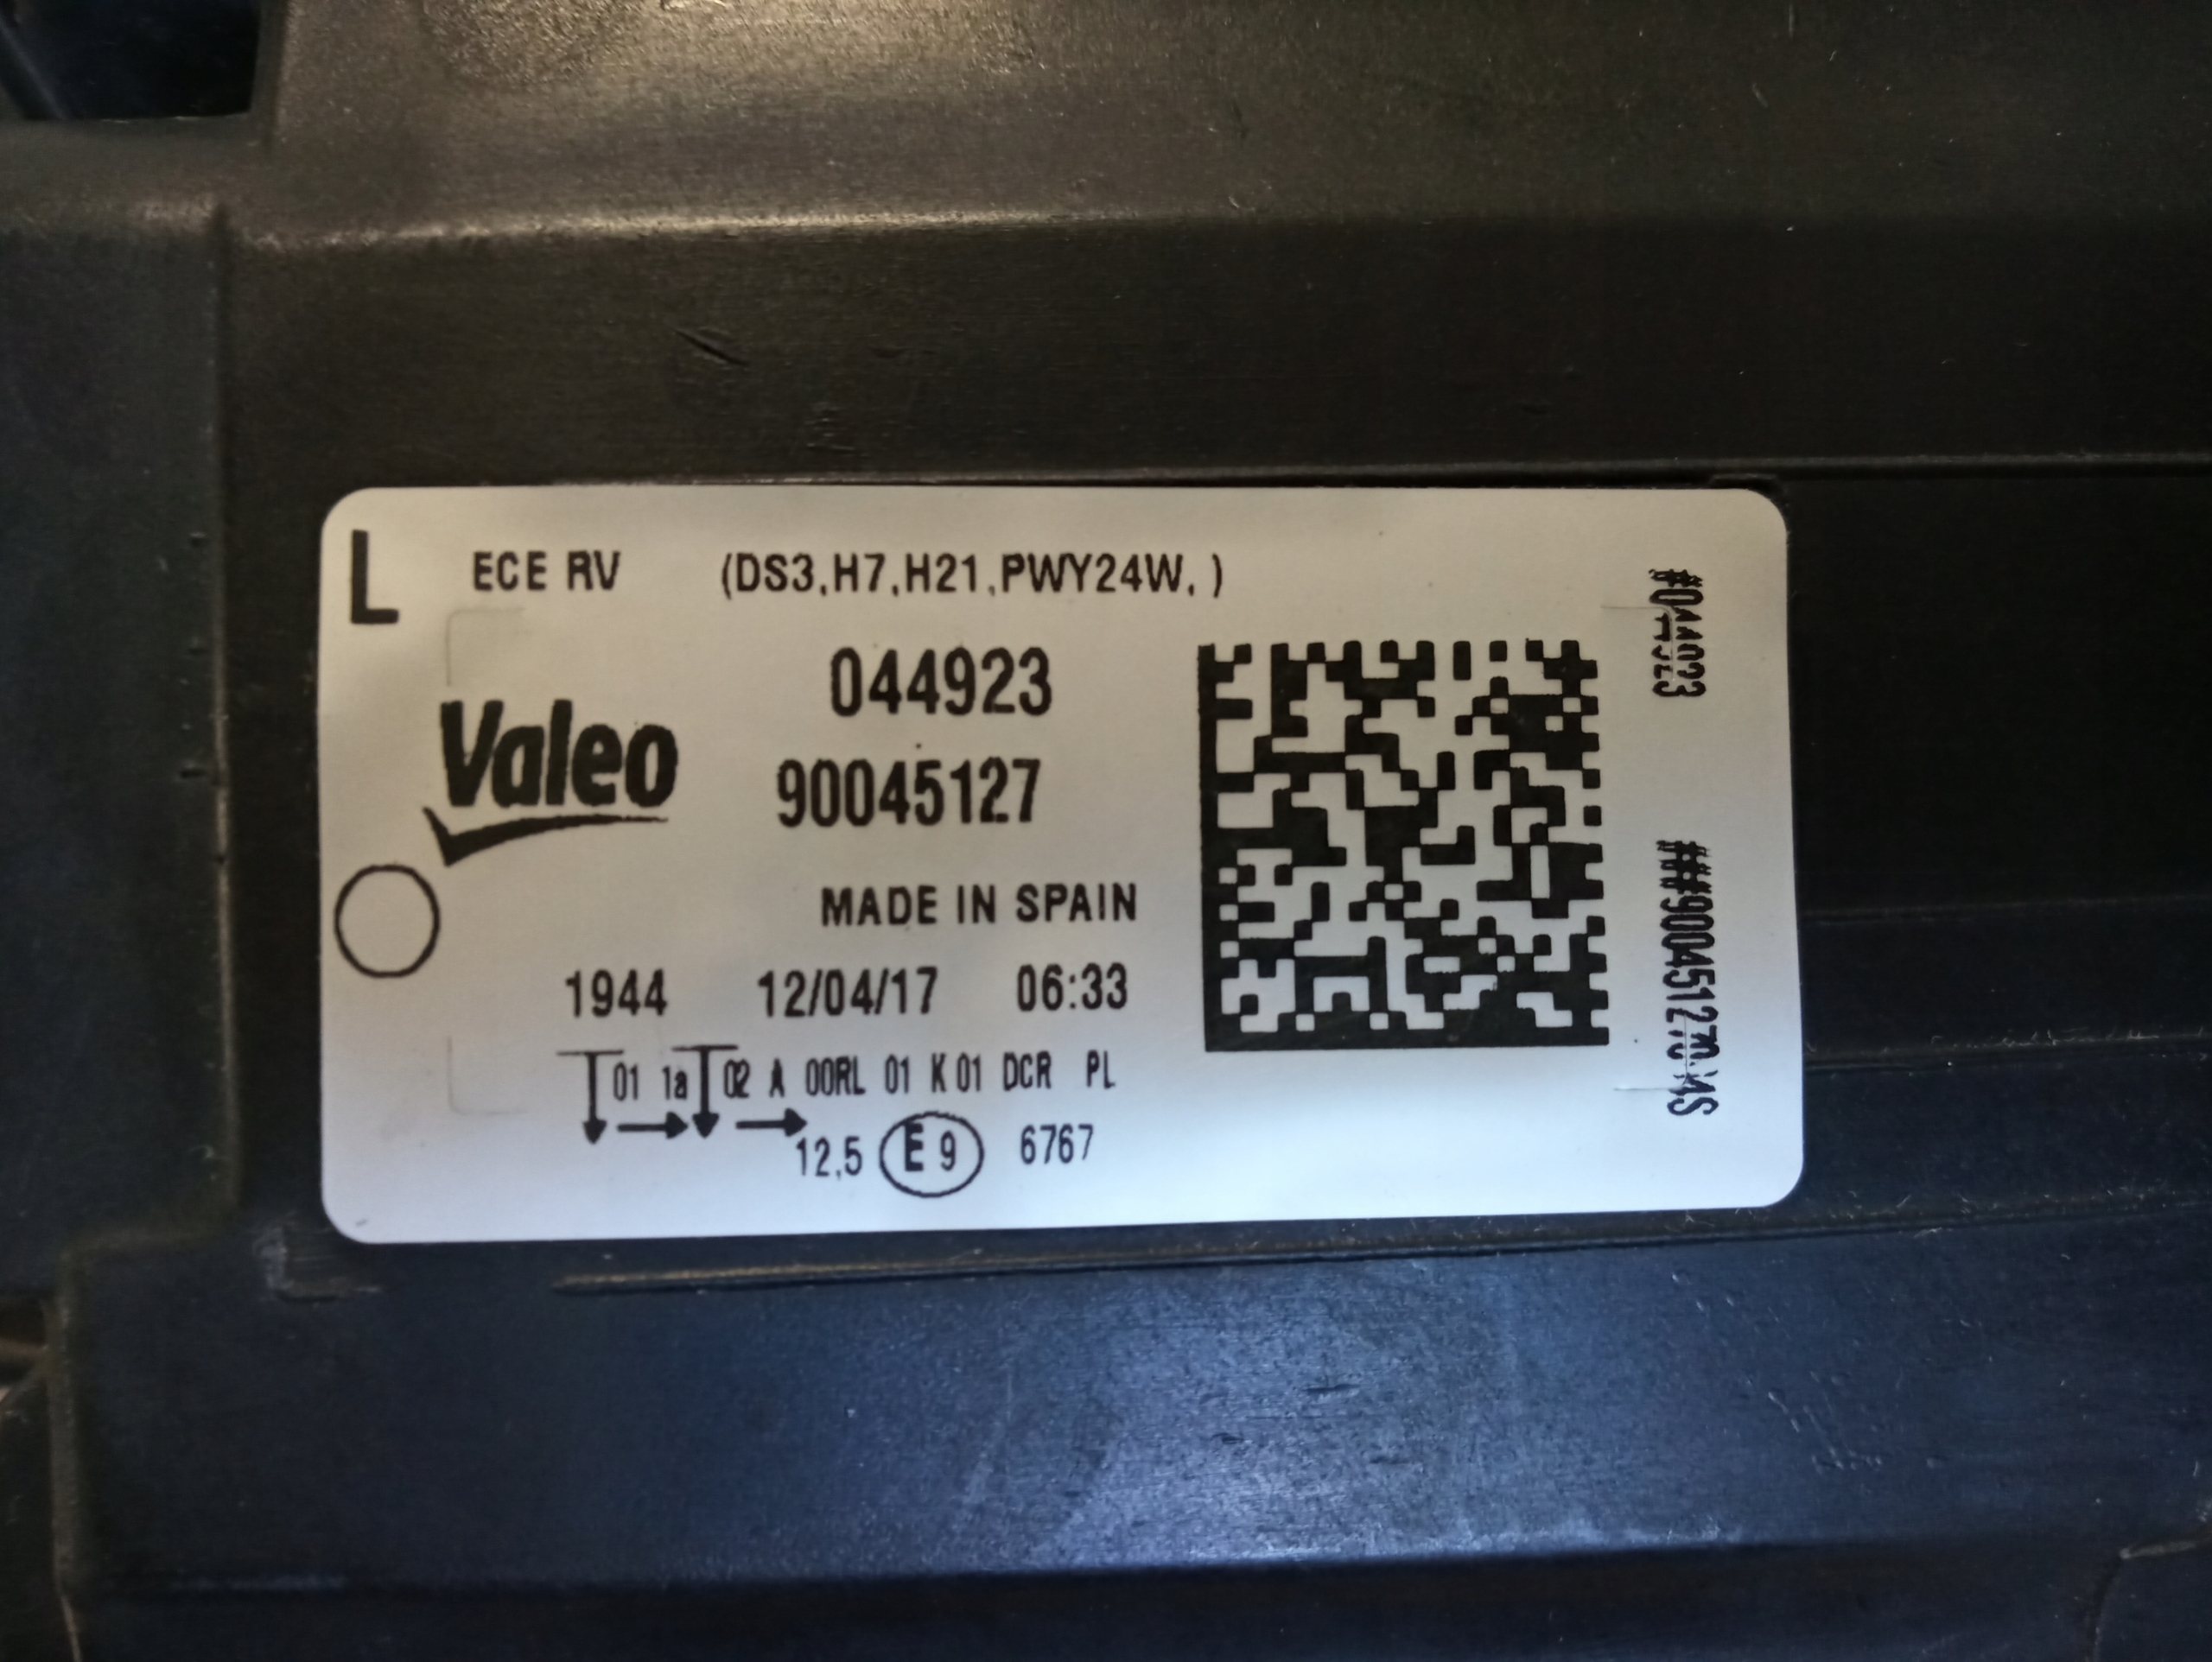 L
ECE RV (DS3,H7,H21,PWY24W, )
044923
Valeo
90045127
MADE IN SPAIN
1944 12/04/17 06:33
01 1a 02 A 00RL 01 K 01 DCR PL
12,5 E 9 6767